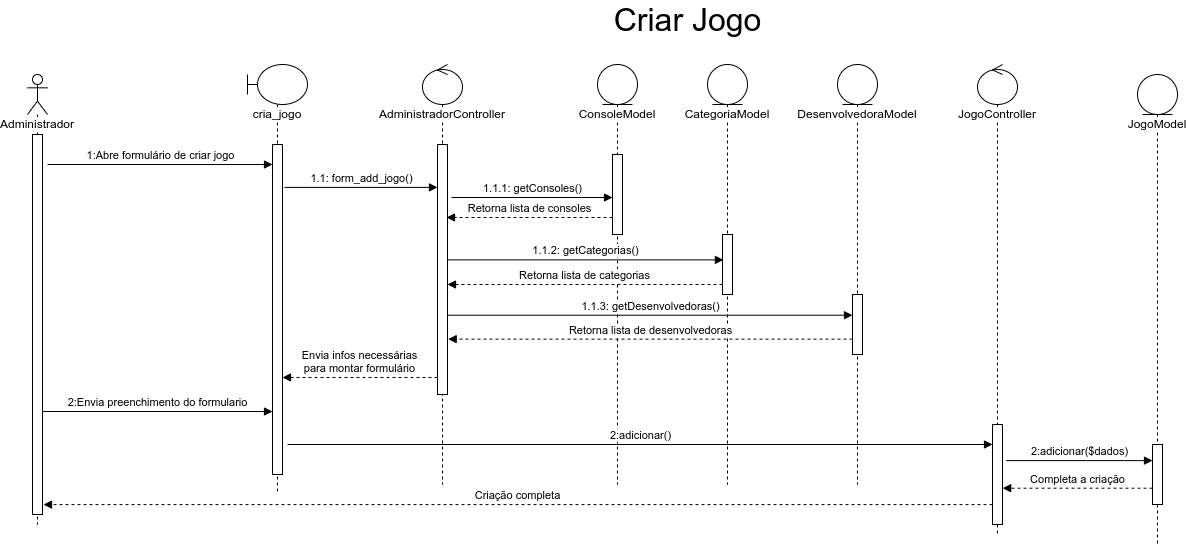 Criar Jogo
Administrador
cria_jogo
AdministradorController
ConsoleModel
CategoriaModel
DesenvolvedoraModel
JogoController
JogoModel
1:Abre formulário de criar jogo
1.1: form_add_jogo()
1.1.1: getConsoles()
Retorna lista de consoles
1.1.2: getCategorias()
Retorna lista de categorias
1.1.3: getDesenvolvedoras()
Retorna lista de desenvolvedoras
Envia infos necessárias
para montar formulário
2:Envia preenchimento do formulario
2:adicionar()
2:adicionar($dados)
Completa a criação
Criação completa